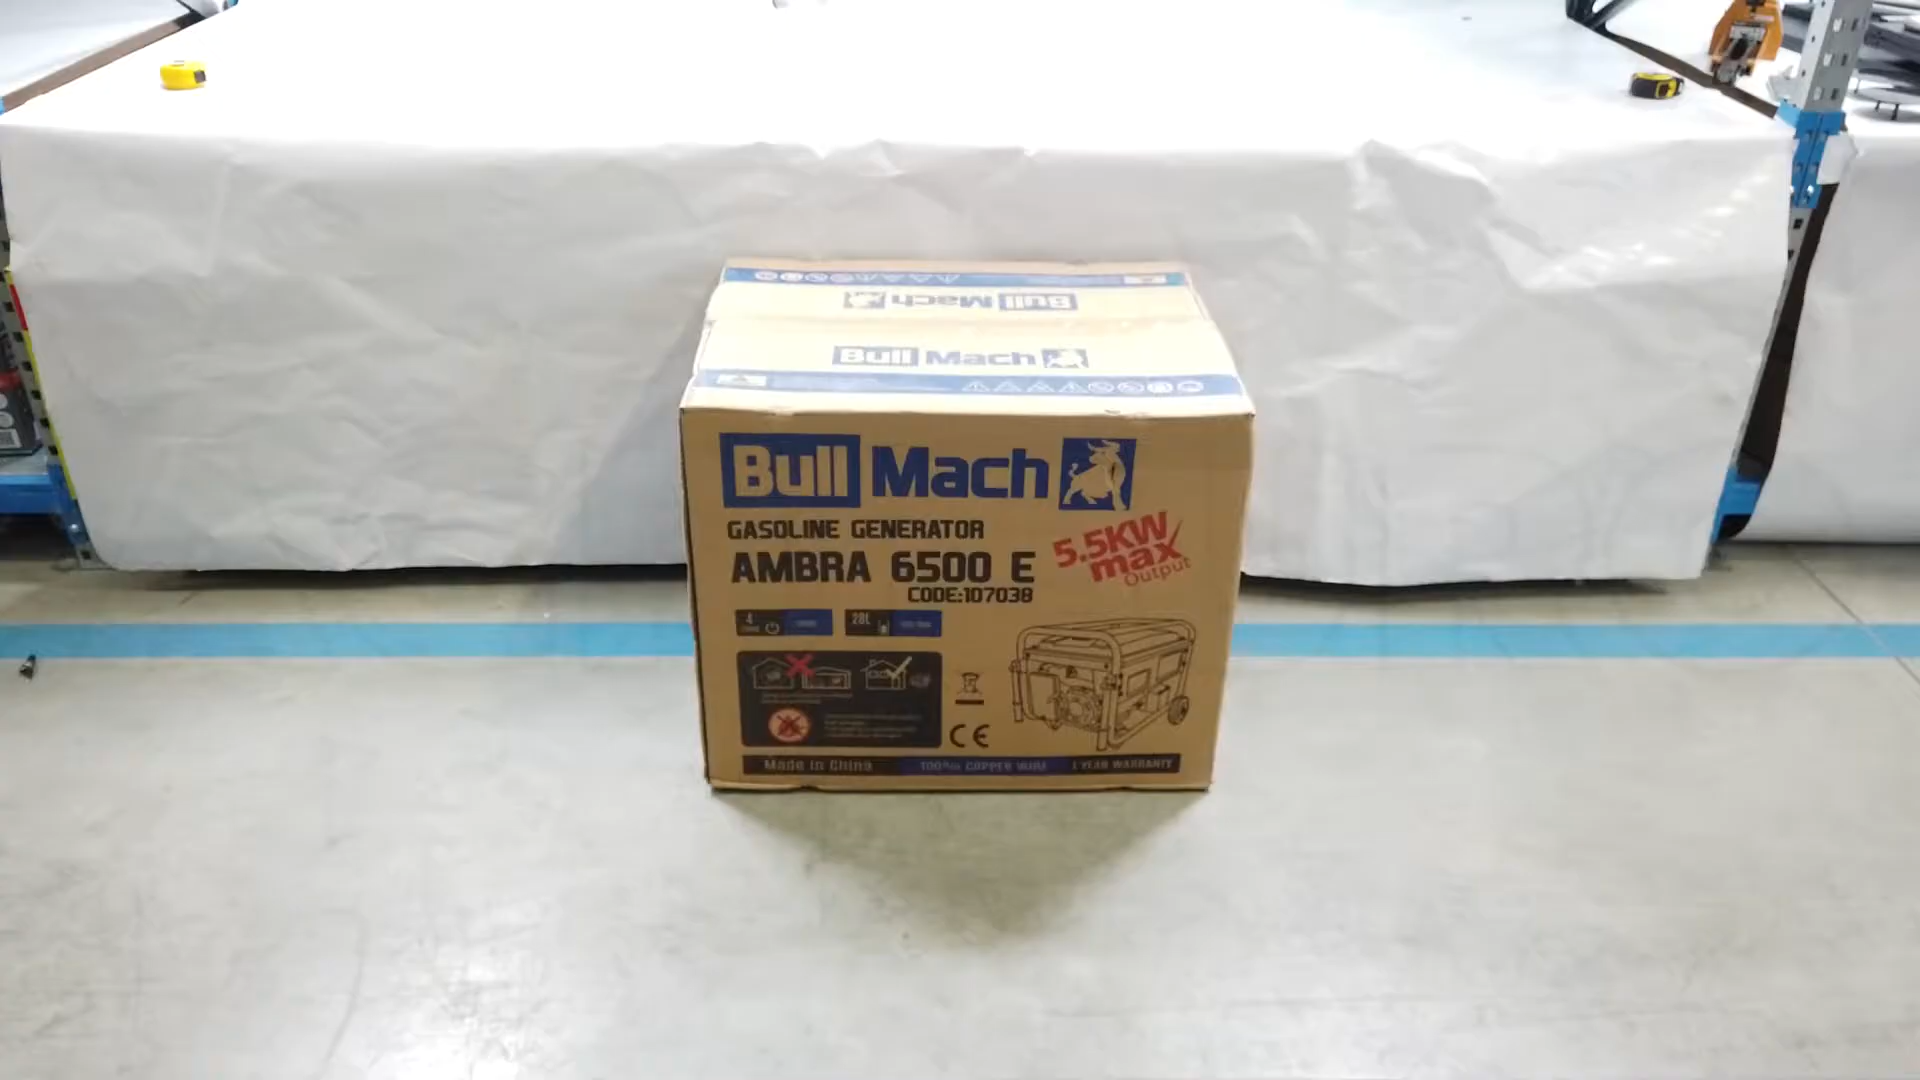 Bull Mach
Bull Mach
Bull Mach
GASOLINE GENERATOR
AMBRA 6500 E
CODE:107038
5.5KW
max
Output
4
28L
CE
Made in China
100% COPPER WIRE
1 YEAR WARRANTY